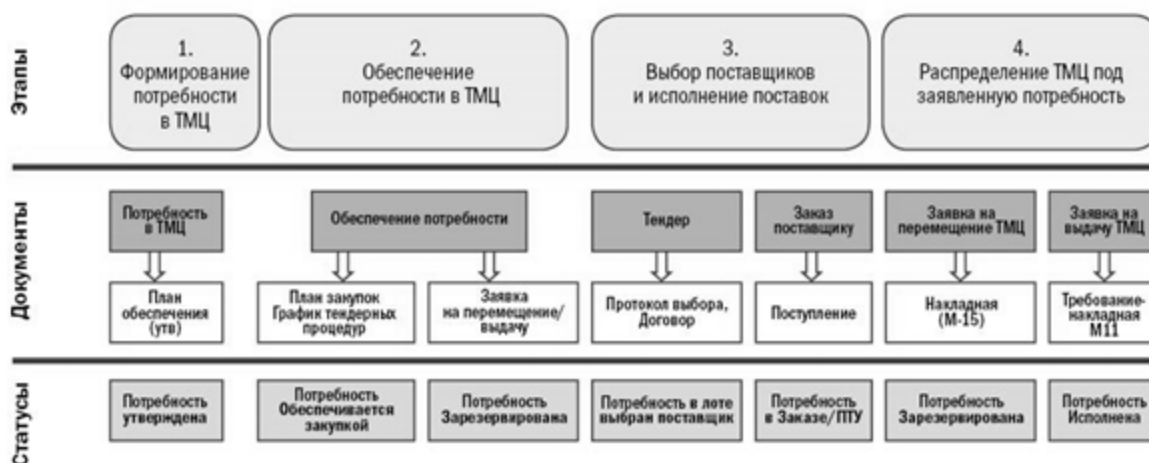 Этапы
1.
Формирование
потребности
в ТМЦ
2.
Обеспечение
потребности в ТМЦ
3.
Выбор поставщиков
и исполнение поставок
4.
Распределение ТМЦ под
заявленную потребность
Документы
Потребность
в ТМЦ
Обеспечение потребности
Тендер
Заказ
поставщику
Заявка на
перемещение ТМЦ
Заявка на
выдачу ТМЦ
План
обеспечения
(утв)
План закупок
График тендерных
процедур
Заявка
на перемещение/
выдачу
Протокол выбора,
Договор
Поступление
Накладная
(М-15)
Требование-
накладная
М11
Статусы
Потребность
утверждена
Потребность
Обеспечивается
закупкой
Потребность
Зарезервирована
Потребность в лоте
выбран поставщик
Потребность
в Заказе/ПТУ
Потребность
Зарезервирована
Потребность
Исполнена